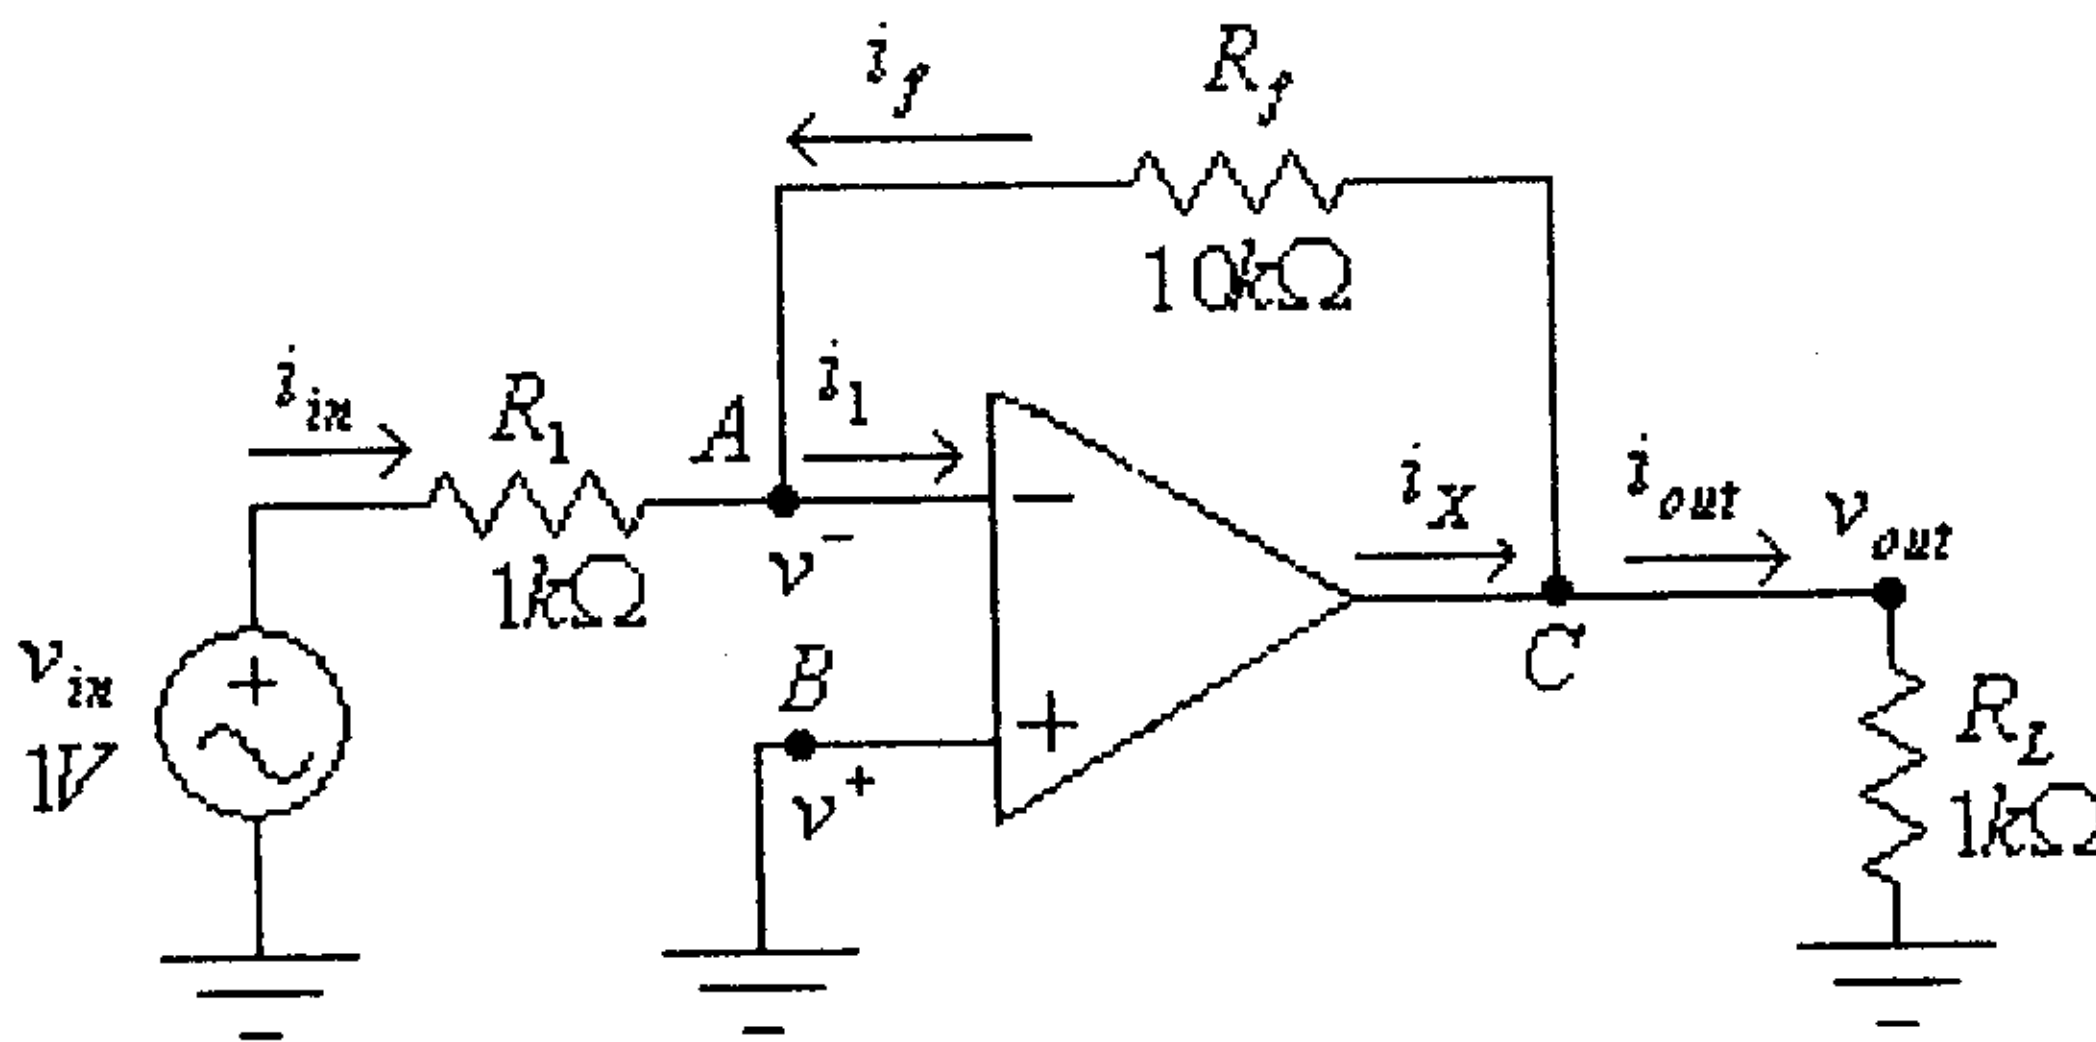 i_f
R_f
10kΩ
i_in
R_1
1kΩ
A
i_1
v^-
−
i_X
i_out
v_out
C
v_in
1V
+
B
v^+
+
R_L
1kΩ